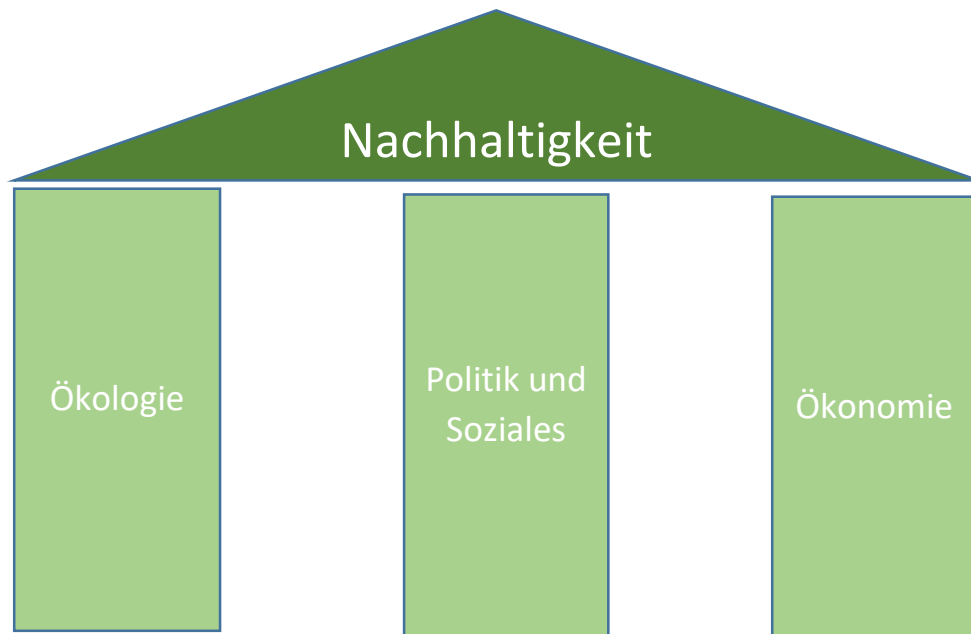 Nachhaltigkeit
Ökologie
Politik und
Soziales
Ökonomie